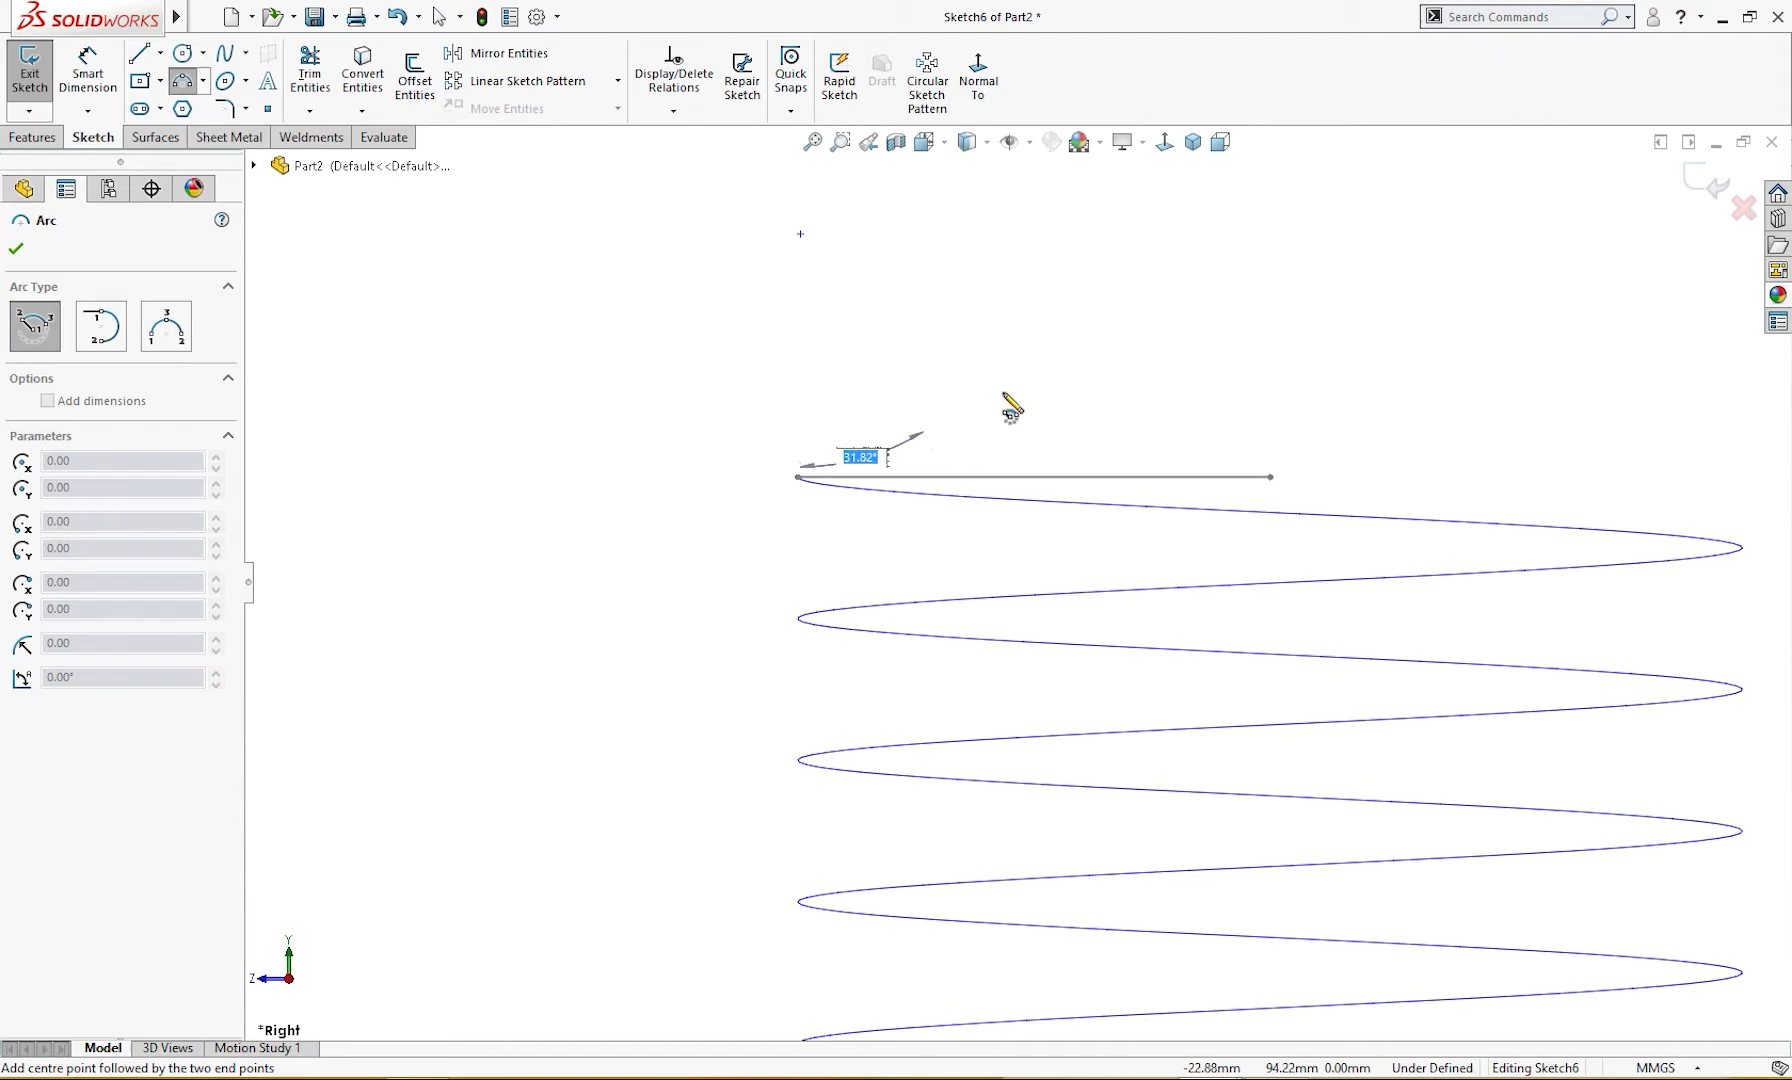 SOLIDWORKS
Sketch6 of Part2 *
Search Commands
Exit Sketch
Smart Dimension
Trim Entities
Convert Entities
Offset Entities
Mirror Entities
Linear Sketch Pattern
Move Entities
Display/Delete Relations
Repair Sketch
Quick Snaps
Rapid Sketch
Draft
Circular Sketch Pattern
Normal To
Features
Sketch
Surfaces
Sheet Metal
Weldments
Evaluate
Part2 (Default<<Default>...
Arc
Arc Type
Options
Add dimensions
Parameters
0.00
0.00
0.00
0.00
0.00
0.00
0.00
0.00°
31.82°
Y
Z
*Right
Model
3D Views
Motion Study 1
Add centre point followed by the two end points
-22.88mm
94.22mm 0.00mm
Under Defined
Editing Sketch6
MMGS